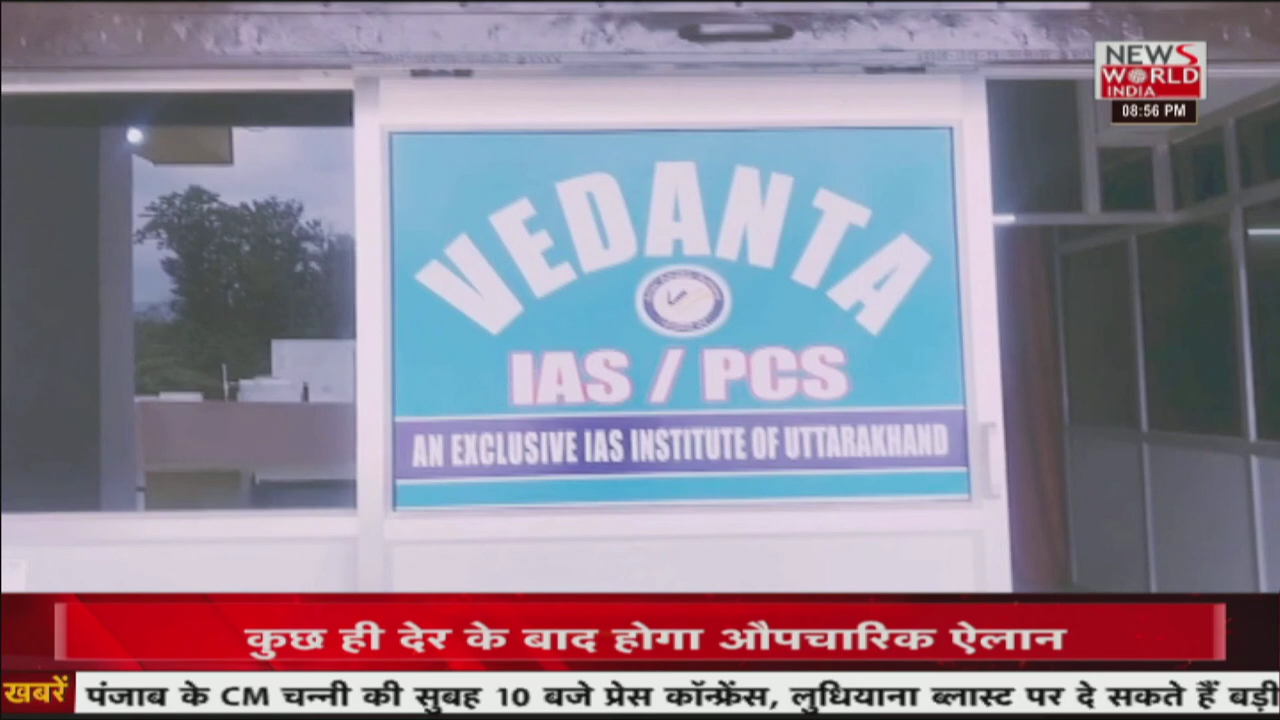 NEWS
WORLD
INDIA
08:56 PM
VEDANTA
IAS / PCS
AN EXCLUSIVE IAS INSTITUTE OF UTTARAKHAND
कुछ ही देर के बाद होगा औपचारिक ऐलान
खबरें पंजाब के CM चन्नी की सुबह 10 बजे प्रेस कॉन्फ्रेंस, लुधियाना ब्लास्ट पर दे सकते हैं बड़ी